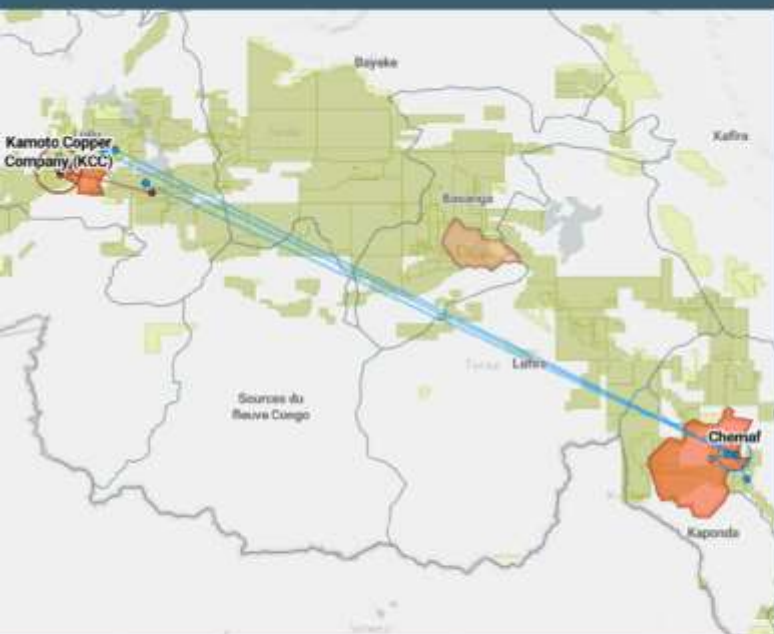 Bayeke
Kamoto Copper
Company (KCC)
Kafira
Basanga
Lufira
Sources du
fleuve Congo
Chemaf
Kaponda